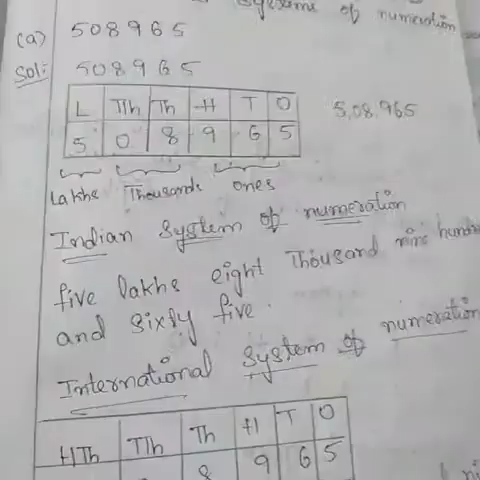 systems of numeration
(a) 508965
Sol: 508965
L TTh Th H T O
5 0 8 9 6 5
5,08,965
Lakhs Thousands ones
Indian System of numeration
five lakhs eight Thousand nine hundred
and sixty five.
International System of numeration
HTh TTh Th H T O
8 9 6 5